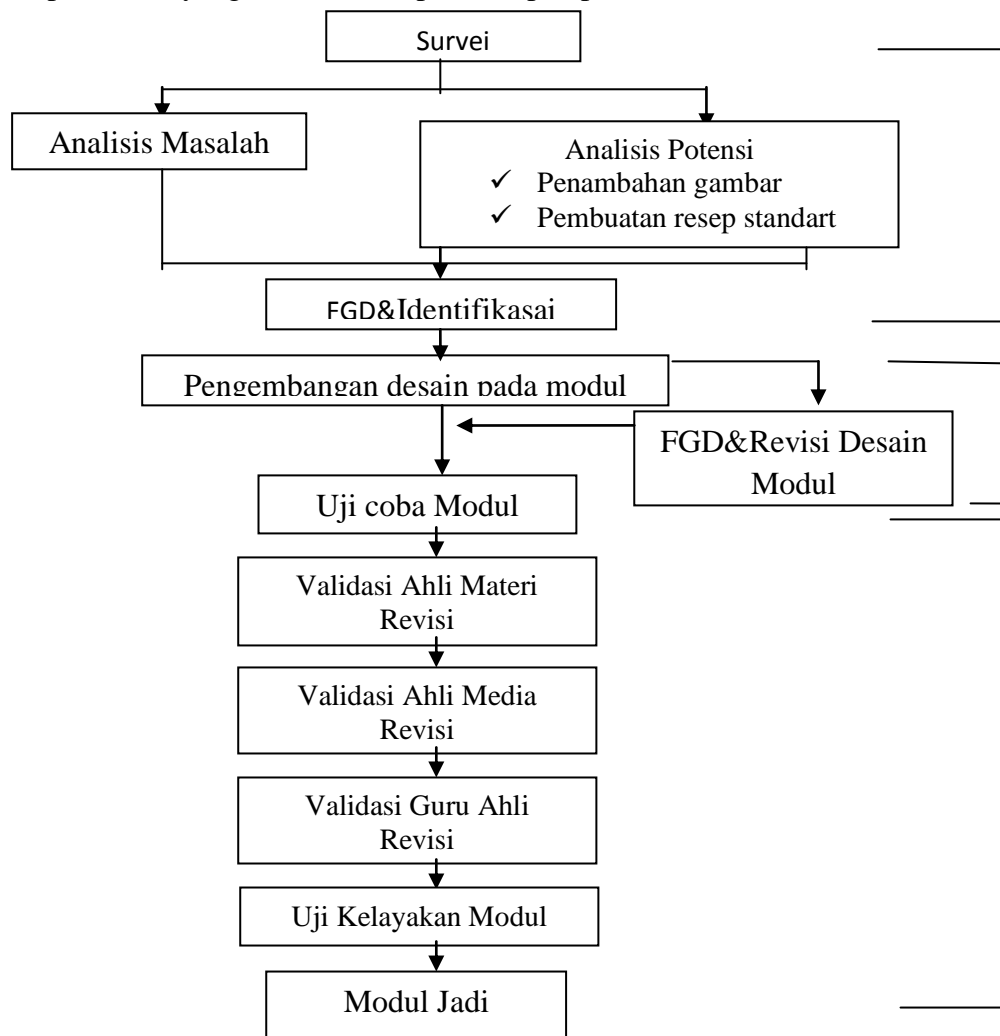 Survei
Analisis Masalah
Analisis Potensi
✓ Penambahan gambar
✓ Pembuatan resep standart
FGD&Identifikasai
Pengembangan desain pada modul
FGD&Revisi Desain
Modul
Uji coba Modul
Validasi Ahli Materi
Revisi
Validasi Ahli Media
Revisi
Validasi Guru Ahli
Revisi
Uji Kelayakan Modul
Modul Jadi